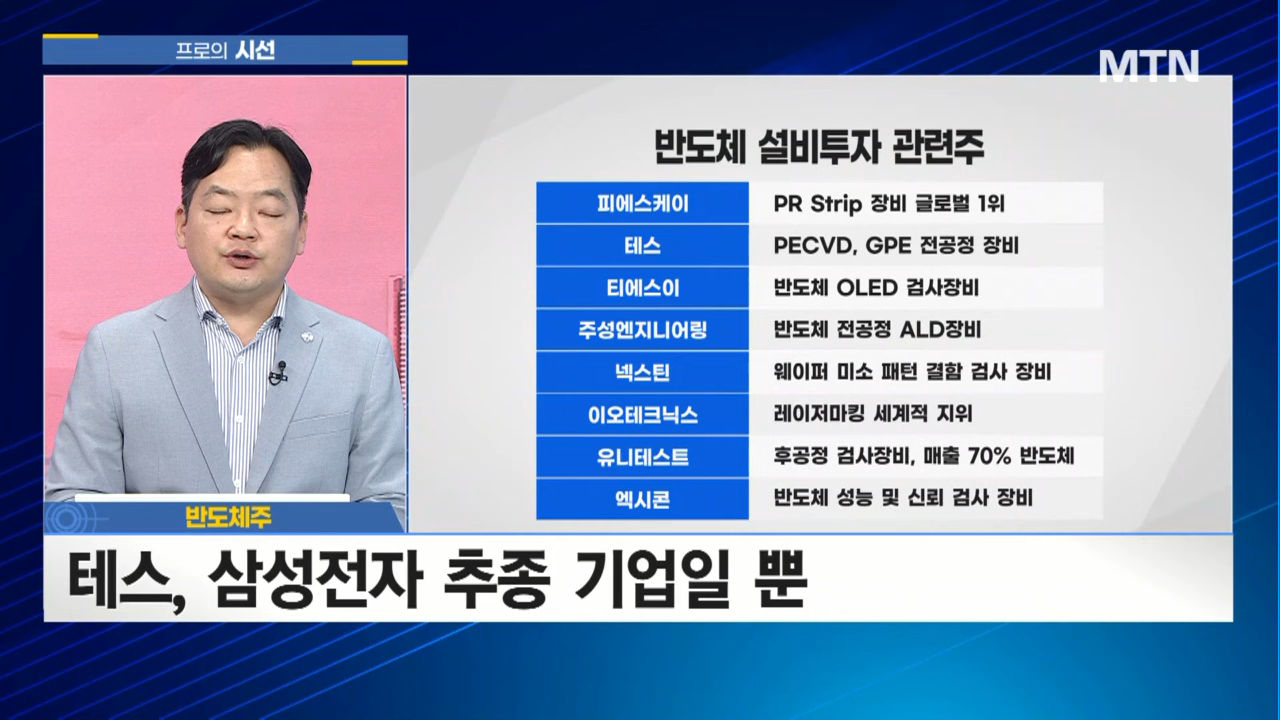 프로의 시선
MTN
반도체 설비투자 관련주
피에스케이 PR Strip 장비 글로벌 1위
테스 PECVD, GPE 전공정 장비
티에스이 반도체 OLED 검사장비
주성엔지니어링 반도체 전공정 ALD장비
넥스틴 웨이퍼 미소 패턴 결함 검사 장비
이오테크닉스 레이저마킹 세계적 지위
유니테스트 후공정 검사장비, 매출 70% 반도체
엑시콘 반도체 성능 및 신뢰 검사 장비
반도체주
테스, 삼성전자 추종 기업일 뿐